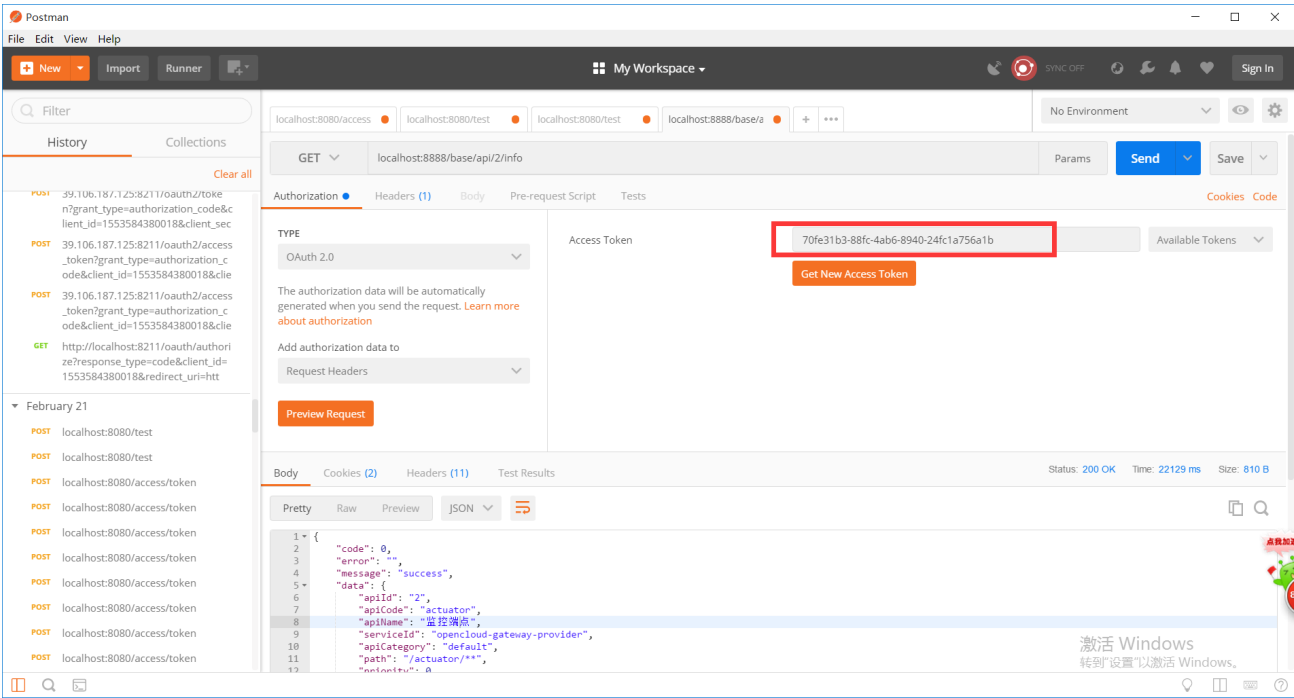 Postman
File Edit View Help
New Import Runner My Workspace SYNC OFF Sign In
Filter
History Collections
Clear all
POST 39.106.187.125:8211/oauth2/toke
n?grant_type=authorization_code&c
lient_id=1553584380018&client_sec
POST 39.106.187.125:8211/oauth2/access
_token?grant_type=authorization_c
ode&client_id=1553584380018&clie
POST 39.106.187.125:8211/oauth2/access
_token?grant_type=authorization_c
ode&client_id=1553584380018&clie
GET http://localhost:8211/oauth/authori
ze?response_type=code&client_id=
1553584380018&redirect_uri=htt
February 21
POST localhost:8080/test
POST localhost:8080/test
POST localhost:8080/access/token
POST localhost:8080/access/token
POST localhost:8080/access/token
POST localhost:8080/access/token
POST localhost:8080/access/token
POST localhost:8080/access/token
POST localhost:8080/access/token
POST localhost:8080/access/token
localhost:8080/access localhost:8080/test localhost:8080/test localhost:8888/base/a + •••
No Environment
GET localhost:8888/base/api/2/info Params Send Save
Authorization Headers (1) Body Pre-request Script Tests Cookies Code
TYPE
OAuth 2.0
The authorization data will be automatically
generated when you send the request. Learn more
about authorization
Add authorization data to
Request Headers
Preview Request
Access Token 70fe31b3-88fc-4ab6-8940-24fc1a756a1b Available Tokens
Get New Access Token
Body Cookies (2) Headers (11) Test Results Status: 200 OK Time: 22129 ms Size: 810 B
Pretty Raw Preview JSON
1 {
2 "code": 0,
3 "error": "",
4 "message": "success",
5 "data": {
6 "apiId": "2",
7 "apiCode": "actuator",
8 "apiName": "监控端点",
9 "serviceId": "opencloud-gateway-provider",
10 "apiCategory": "default",
11 "path": "/actuator/**",
12 "priority": 0,
点我加速
激活 Windows
转到"设置"以激活 Windows。